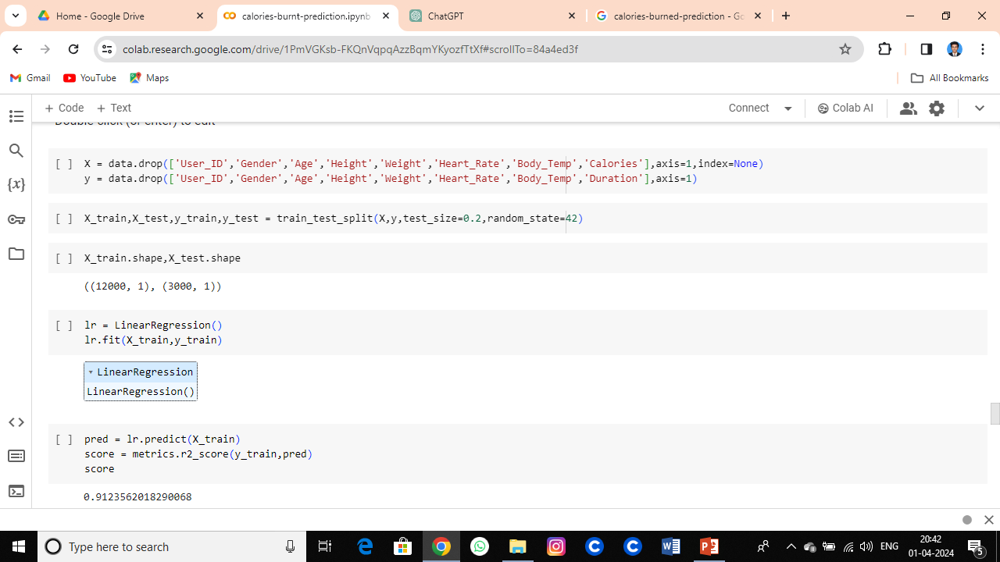 Home - Google Drive
calories-burnt-prediction.ipynb
ChatGPT
calories-burned-prediction - Go
colab.research.google.com/drive/1PmVGKsb-FKQnVqpqAzzBqmYKyozfTtXf#scrollTo=84a4ed3f
Gmail
YouTube
Maps
All Bookmarks
+ Code + Text
Connect
Colab AI
Double-click (or enter) to edit
[ ] X = data.drop(['User_ID','Gender','Age','Height','Weight','Heart_Rate','Body_Temp','Calories'],axis=1,index=None)
y = data.drop(['User_ID','Gender','Age','Height','Weight','Heart_Rate','Body_Temp','Duration'],axis=1)
[ ] X_train,X_test,y_train,y_test = train_test_split(X,y,test_size=0.2,random_state=42)
[ ] X_train.shape,X_test.shape
((12000, 1), (3000, 1))
[ ] lr = LinearRegression()
lr.fit(X_train,y_train)
LinearRegression
LinearRegression()
[ ] pred = lr.predict(X_train)
score = metrics.r2_score(y_train,pred)
score
0.9123562018290068
Type here to search
ENG
20:42
01-04-2024
5